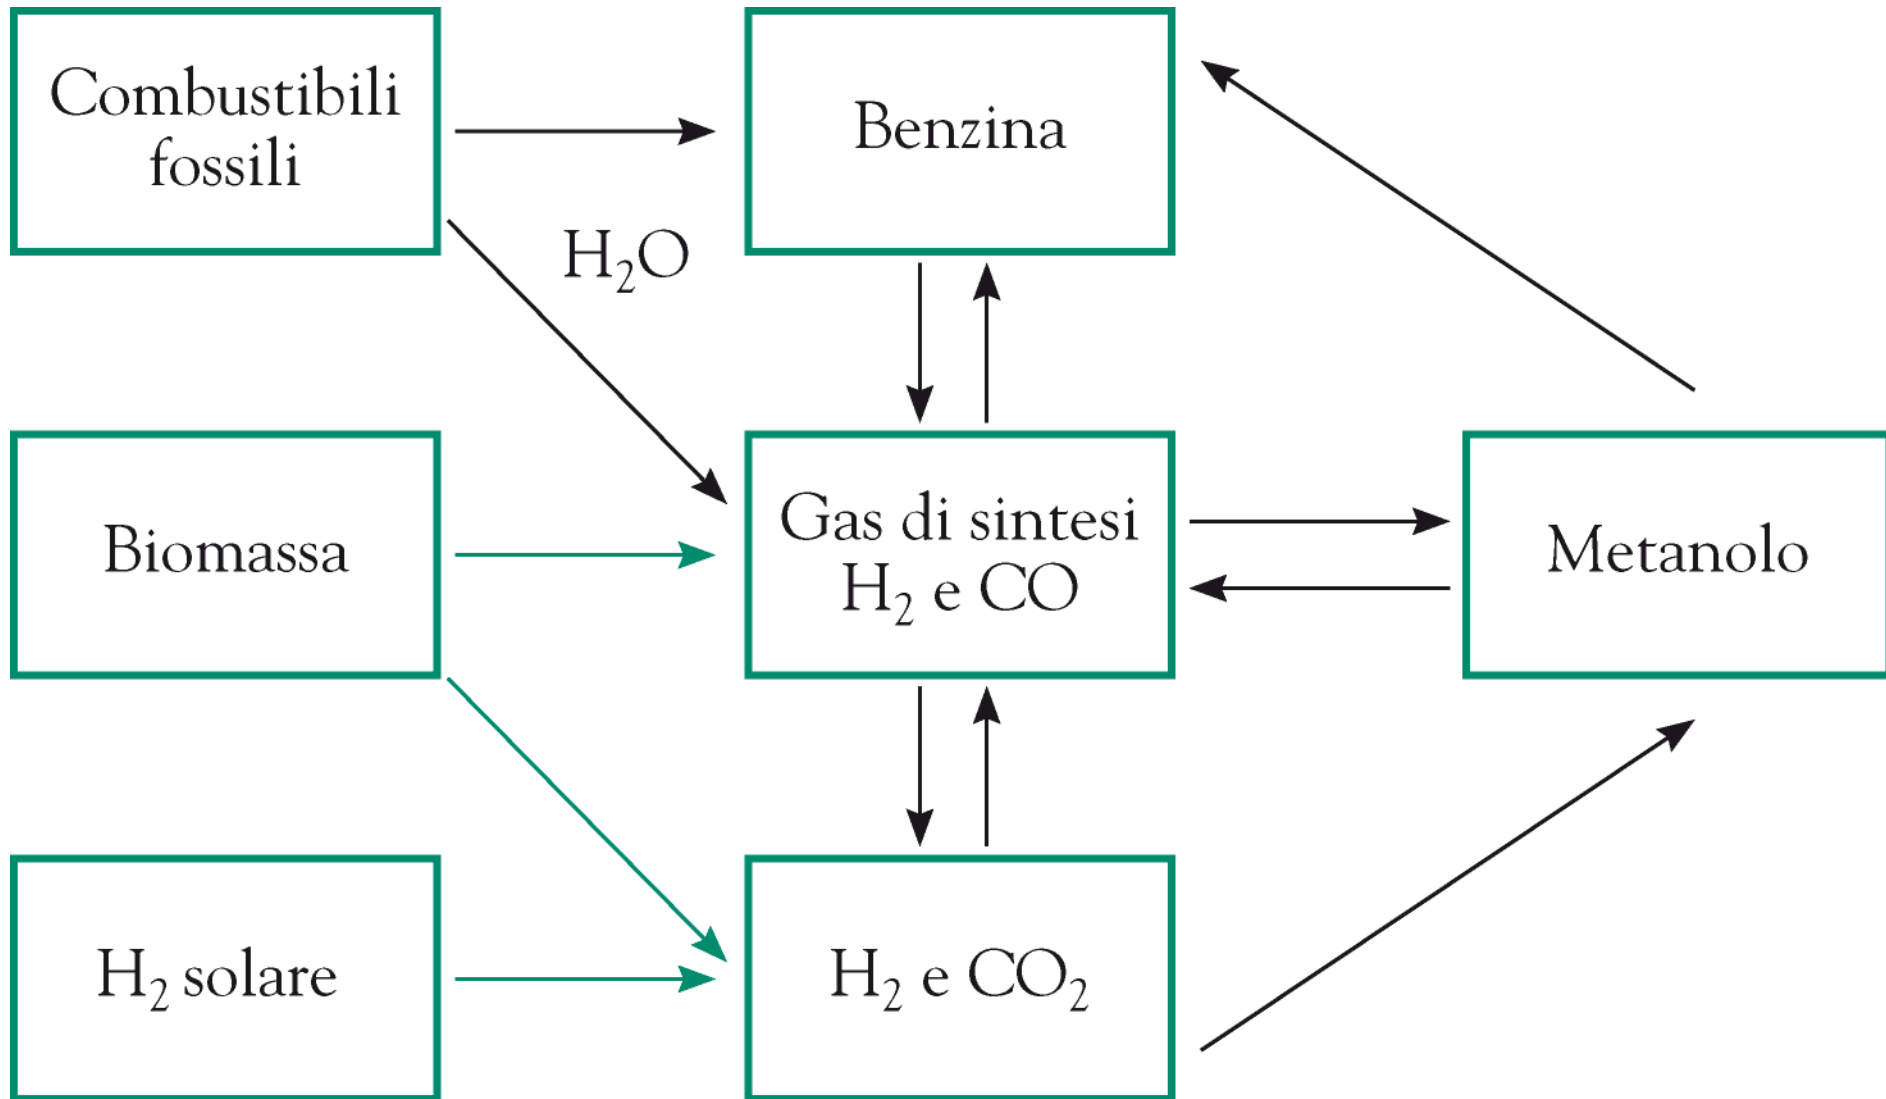 Combustibili
fossili
Benzina
H₂O
Biomassa
Gas di sintesi
H₂ e CO
Metanolo
H₂ solare
H₂ e CO₂